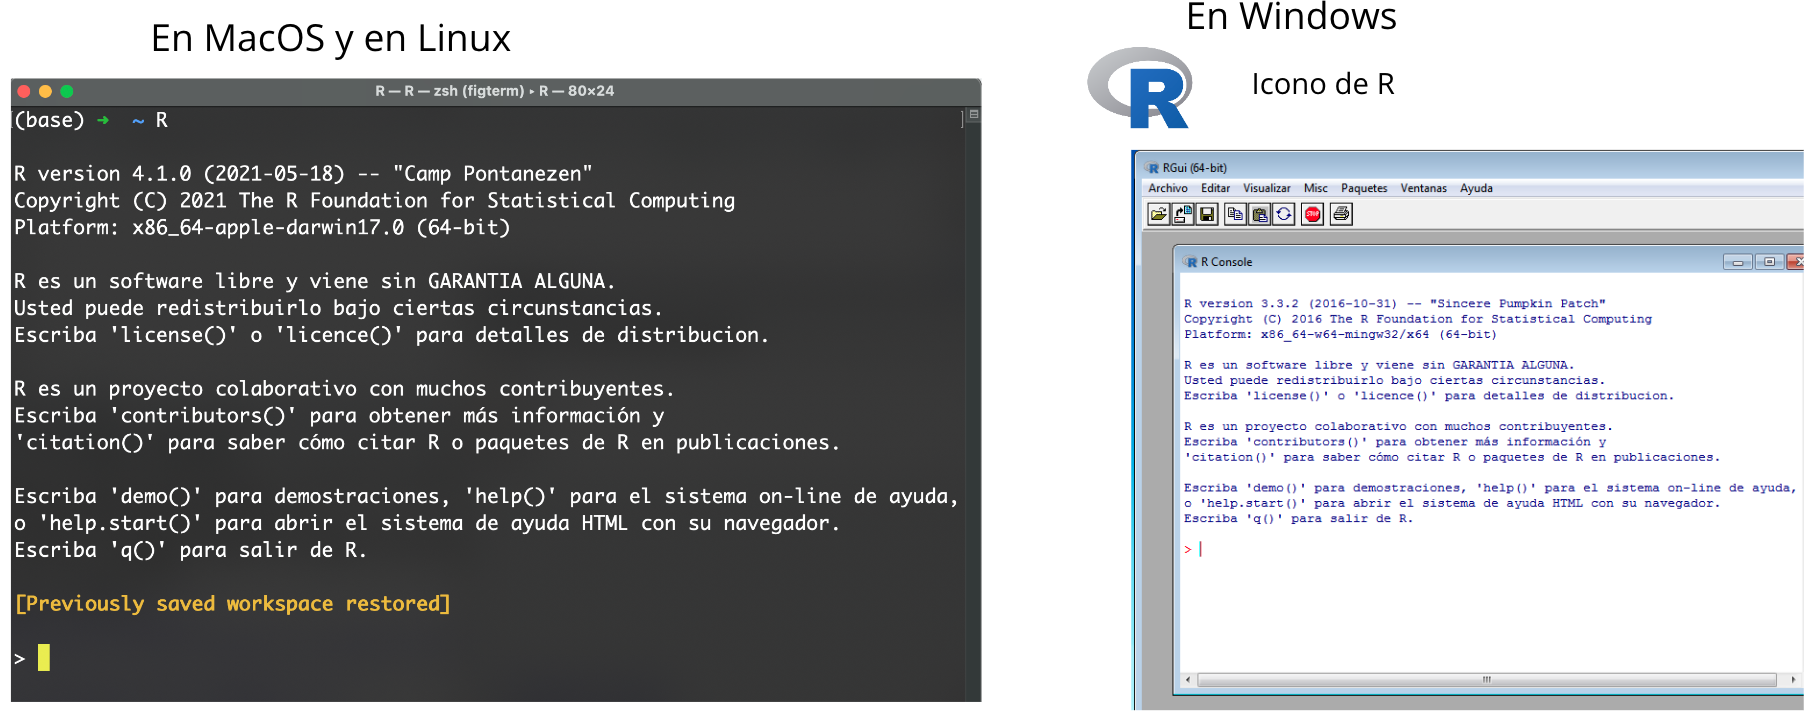 En MacOS y en Linux
R — R — zsh (figterm) ▸ R — 80×24
(base) ➜ ~ R
R version 4.1.0 (2021-05-18) -- "Camp Pontanezen"
Copyright (C) 2021 The R Foundation for Statistical Computing
Platform: x86_64-apple-darwin17.0 (64-bit)
R es un software libre y viene sin GARANTIA ALGUNA.
Usted puede redistribuirlo bajo ciertas circunstancias.
Escriba 'license()' o 'licence()' para detalles de distribucion.
R es un proyecto colaborativo con muchos contribuyentes.
Escriba 'contributors()' para obtener más información y
'citation()' para saber cómo citar R o paquetes de R en publicaciones.
Escriba 'demo()' para demostraciones, 'help()' para el sistema on-line de ayuda,
o 'help.start()' para abrir el sistema de ayuda HTML con su navegador.
Escriba 'q()' para salir de R.
[Previously saved workspace restored]
>
En Windows
R
Icono de R
RGui (64-bit)
Archivo Editar Visualizar Misc Paquetes Ventanas Ayuda
STOP
R Console
R version 3.3.2 (2016-10-31) -- "Sincere Pumpkin Patch"
Copyright (C) 2016 The R Foundation for Statistical Computing
Platform: x86_64-w64-mingw32/x64 (64-bit)
R es un software libre y viene sin GARANTIA ALGUNA.
Usted puede redistribuirlo bajo ciertas circunstancias.
Escriba 'license()' o 'licence()' para detalles de distribucion.
R es un proyecto colaborativo con muchos contribuyentes.
Escriba 'contributors()' para obtener más información y
'citation()' para saber cómo citar R o paquetes de R en publicaciones.
Escriba 'demo()' para demostraciones, 'help()' para el sistema on-line de ayuda,
o 'help.start()' para abrir el sistema de ayuda HTML con su navegador.
Escriba 'q()' para salir de R.
>